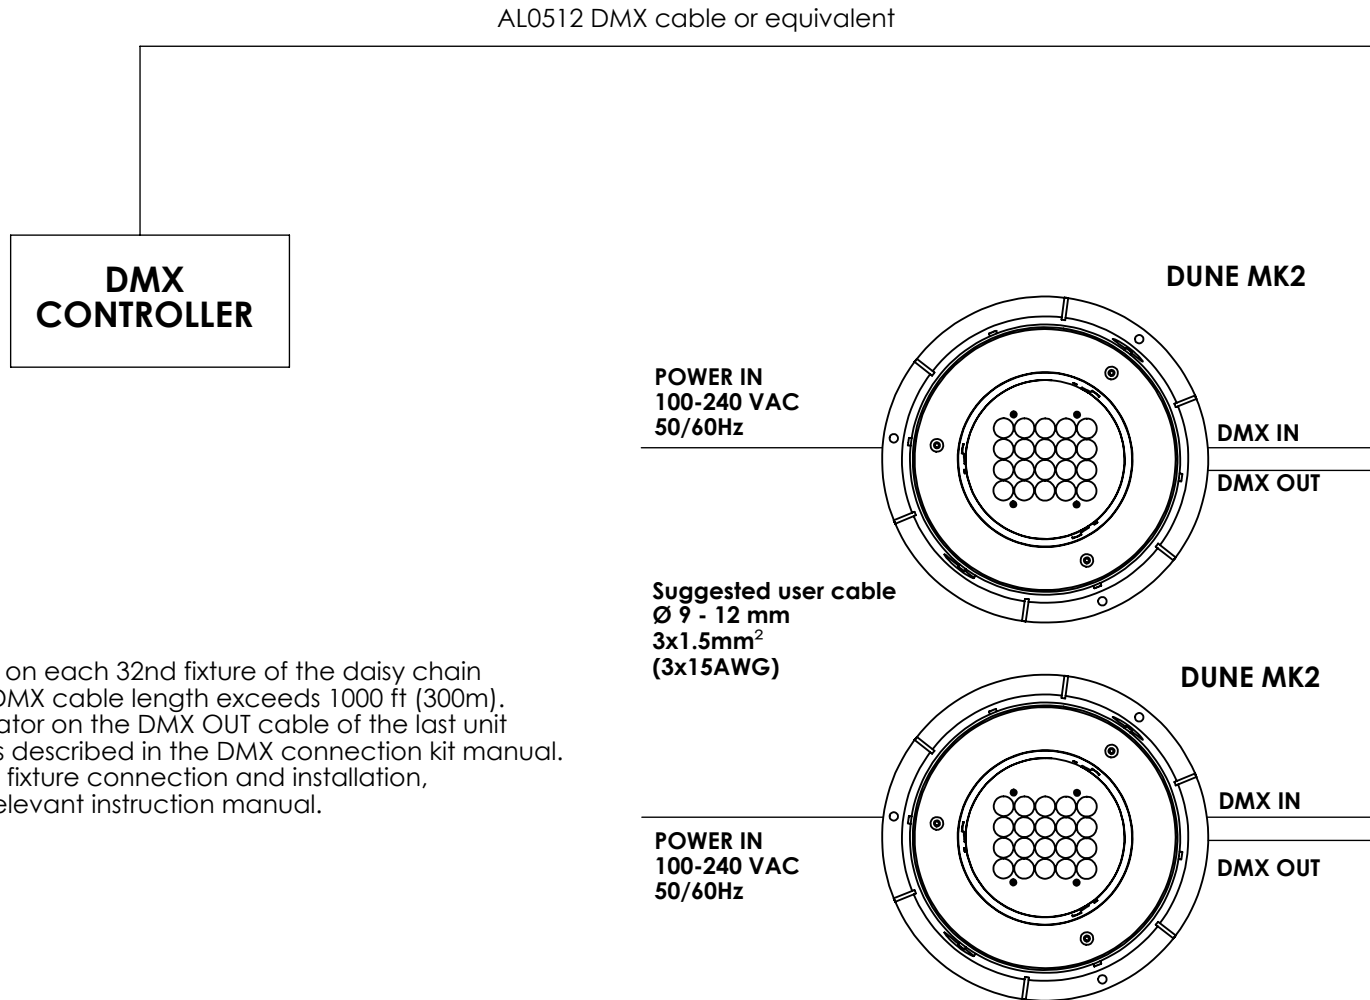 AL0512 DMX cable or equivalent
DMX
CONTROLLER
DUNE MK2
POWER IN
100-240 VAC
50/60Hz
DMX IN
DMX OUT
Suggested user cable
Ø 9 - 12 mm
3x1.5mm²
(3x15AWG)
on each 32nd fixture of the daisy chain
DMX cable length exceeds 1000 ft (300m).
on the DMX OUT cable of the last unit
described in the DMX connection kit manual.
fixture connection and installation,
relevant instruction manual.
DUNE MK2
DMX IN
POWER IN
100-240 VAC
50/60Hz
DMX OUT